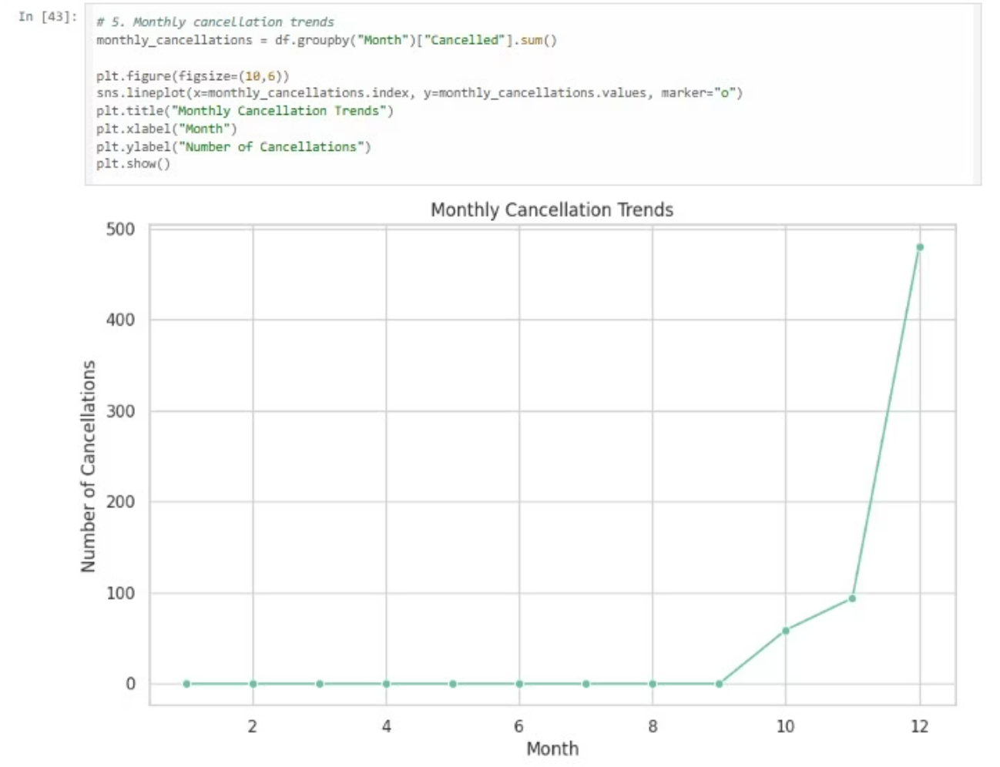 In [43]:
# 5. Monthly cancellation trends
monthly_cancellations = df.groupby("Month")["Cancelled"].sum()
plt.figure(figsize=(10,6))
sns.lineplot(x=monthly_cancellations.index, y=monthly_cancellations.values, marker="o")
plt.title("Monthly Cancellation Trends")
plt.xlabel("Month")
plt.ylabel("Number of Cancellations")
plt.show()
Monthly Cancellation Trends
500
400
300
200
100
0
Number of Cancellations
2 4 6 8 10 12
Month